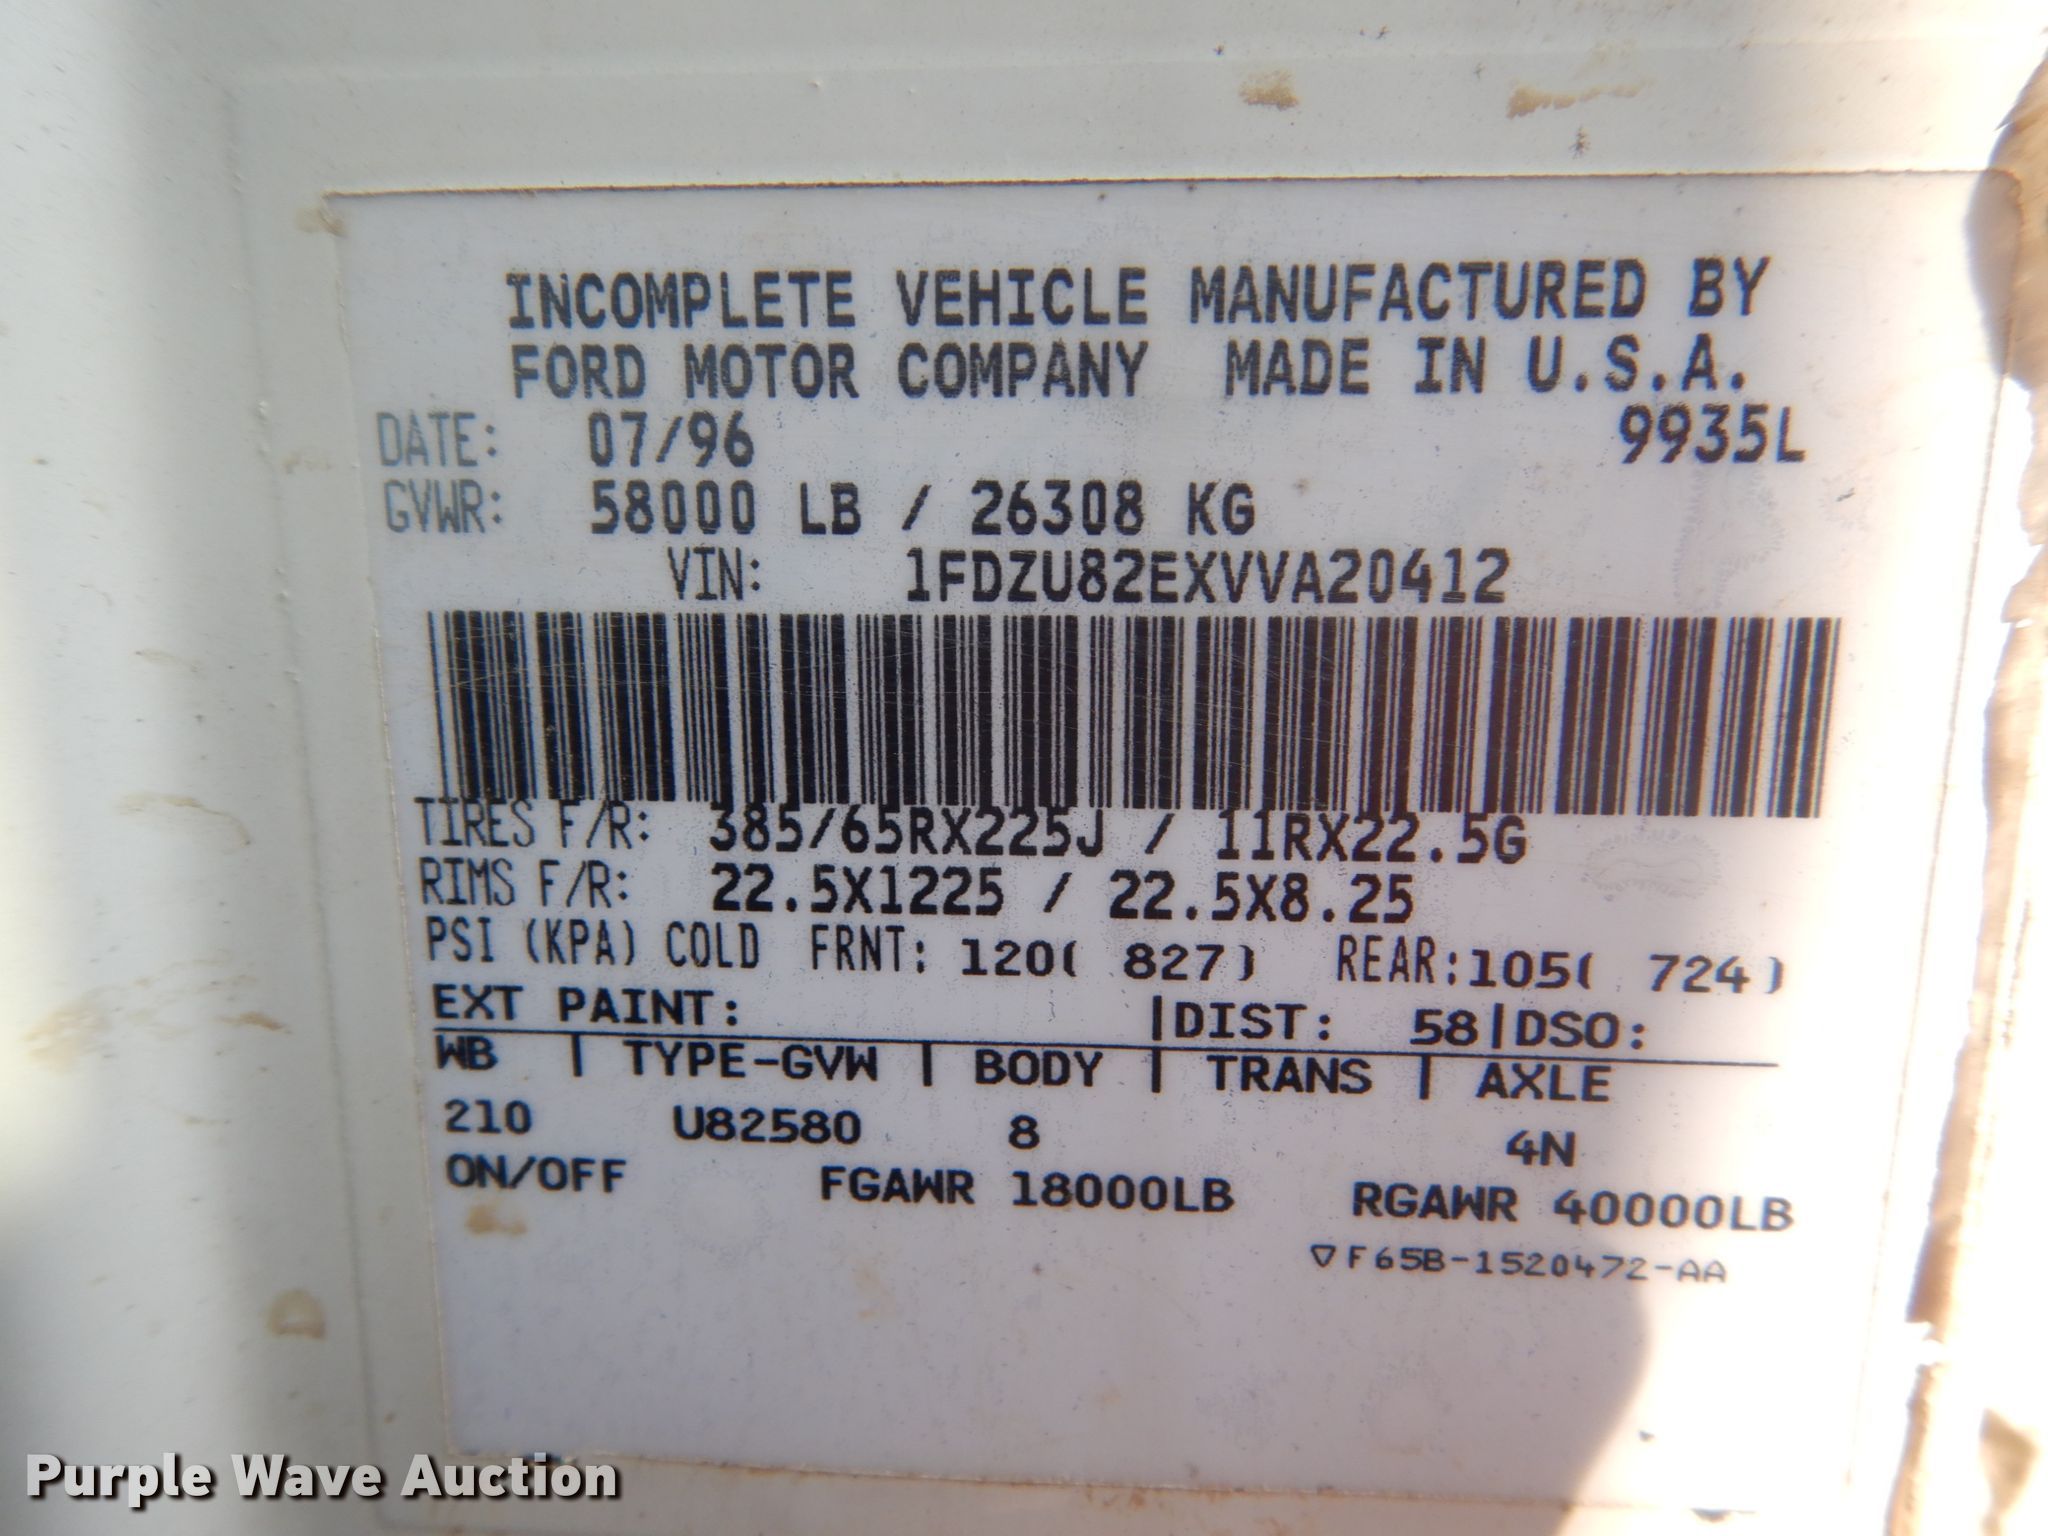 INCOMPLETE VEHICLE MANUFACTURED BY
FORD MOTOR COMPANY MADE IN U.S.A.
DATE: 07/96 9935L
GVWR: 58000 LB / 26308 KG
VIN: 1FDZU82EXVVA20412
TIRES F/R: 385/65RX225J / 11RX22.5G
RIMS F/R: 22.5X1225 / 22.5X8.25
PSI (KPA) COLD FRNT: 120( 827) REAR:105( 724)
EXT PAINT: |DIST: 58|DSO:
WB | TYPE-GVW | BODY | TRANS | AXLE
210 U82580 8 4N
ON/OFF FGAWR 18000LB RGAWR 40000LB
▽F65B-1520472-AA
Purple Wave Auction